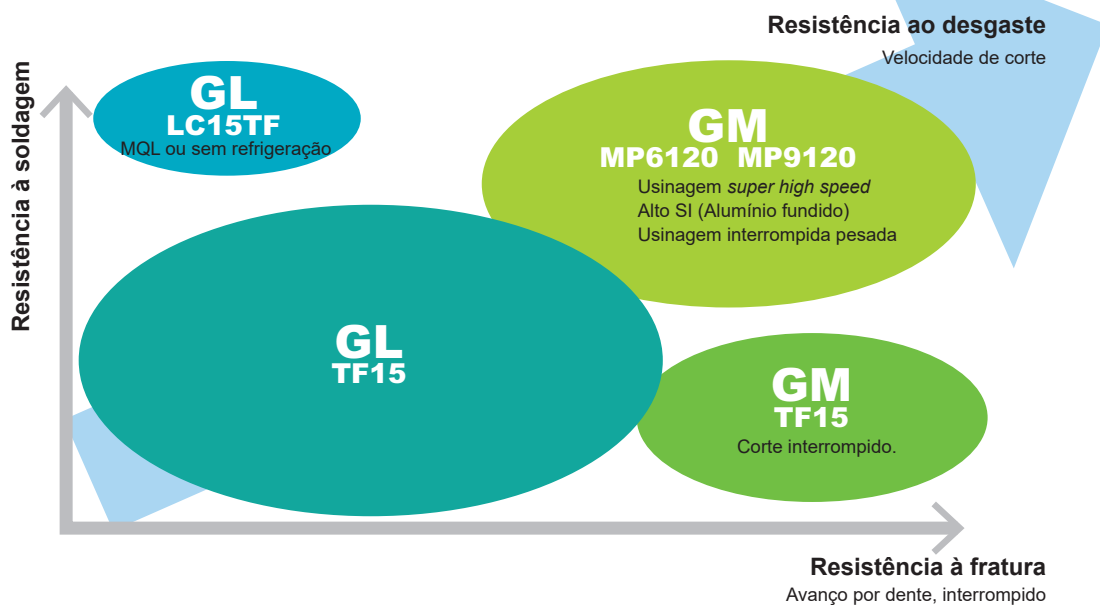 Resistência ao desgaste
Velocidade de corte
Resistência à soldagem
GL
LC15TF
MQL ou sem refrigeração
GM
MP6120 MP9120
Usinagem super high speed
Alto SI (Alumínio fundido)
Usinagem interrompida pesada
GL
TF15
GM
TF15
Corte interrompido.
Resistência à fratura
Avanço por dente, interrompido